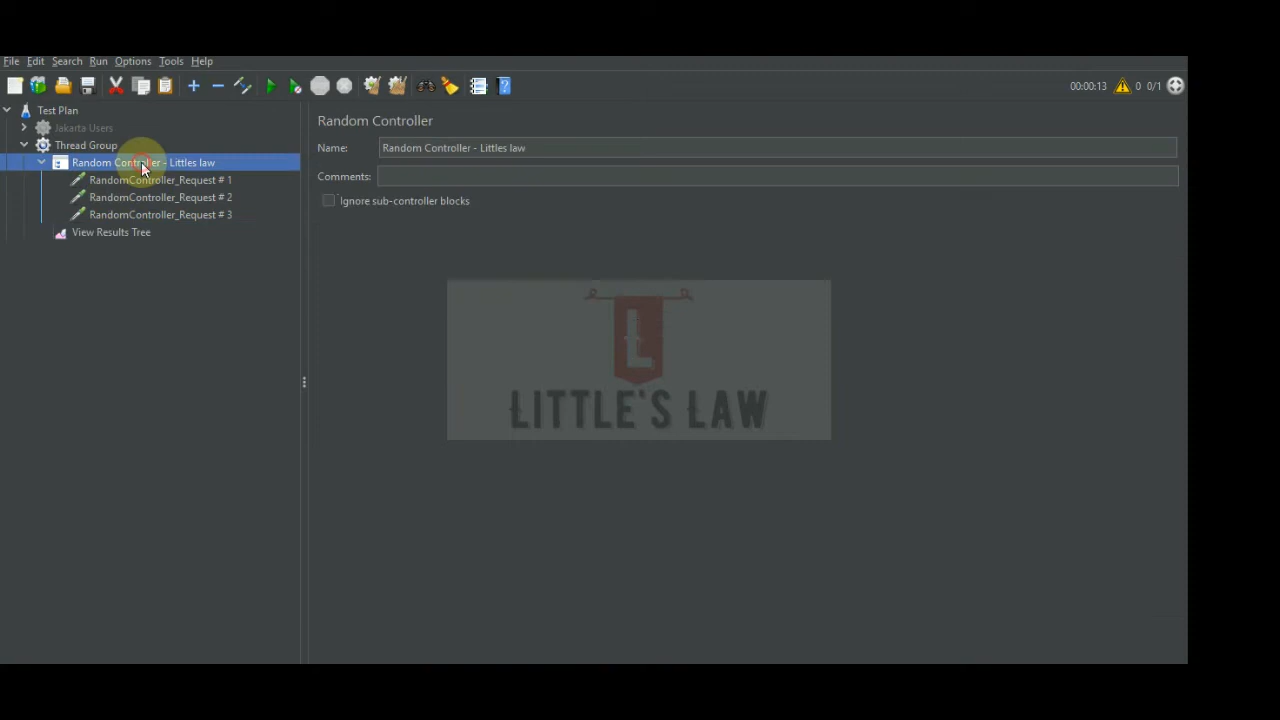 File Edit Search Run Options Tools Help
00:00:13 0 0/1
Test Plan
Jakarta Users
Thread Group
Random Controller - Littles law
RandomController_Request # 1
RandomController_Request # 2
RandomController_Request # 3
View Results Tree
Random Controller
Name: Random Controller - Littles law
Comments:
Ignore sub-controller blocks
L
LITTLE'S LAW